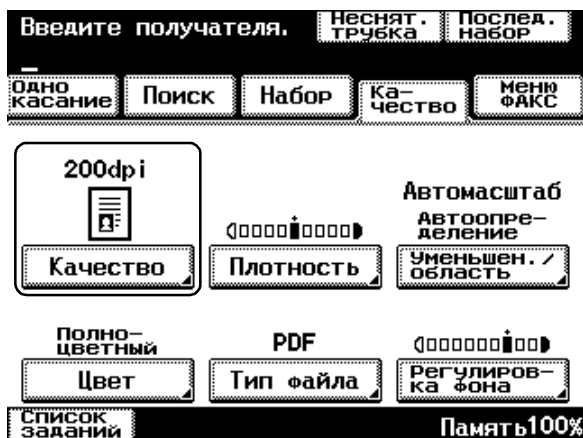 Введите получателя.
Неснят. трубка
Послед. набор
Одно касание
Поиск
Набор
Ка-
чество
Меню ФАКС
200dpi
Качество
Плотность
Автомасштаб
Автоопре-
деление
Уменьшен./
область
Полно-
цветный
Цвет
PDF
Тип файла
Регулиров-
ка фона
Список
заданий
Память100%